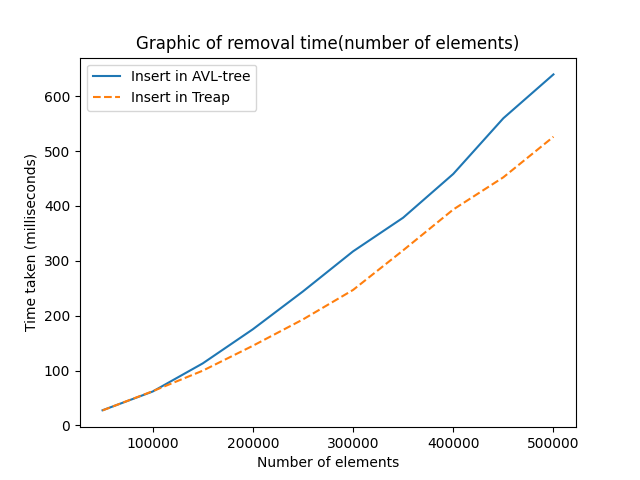 Graphic of removal time(number of elements)
Insert in AVL-tree
Insert in Treap
600
500
400
300
200
100
0
Time taken (milliseconds)
100000 200000 300000 400000 500000
Number of elements